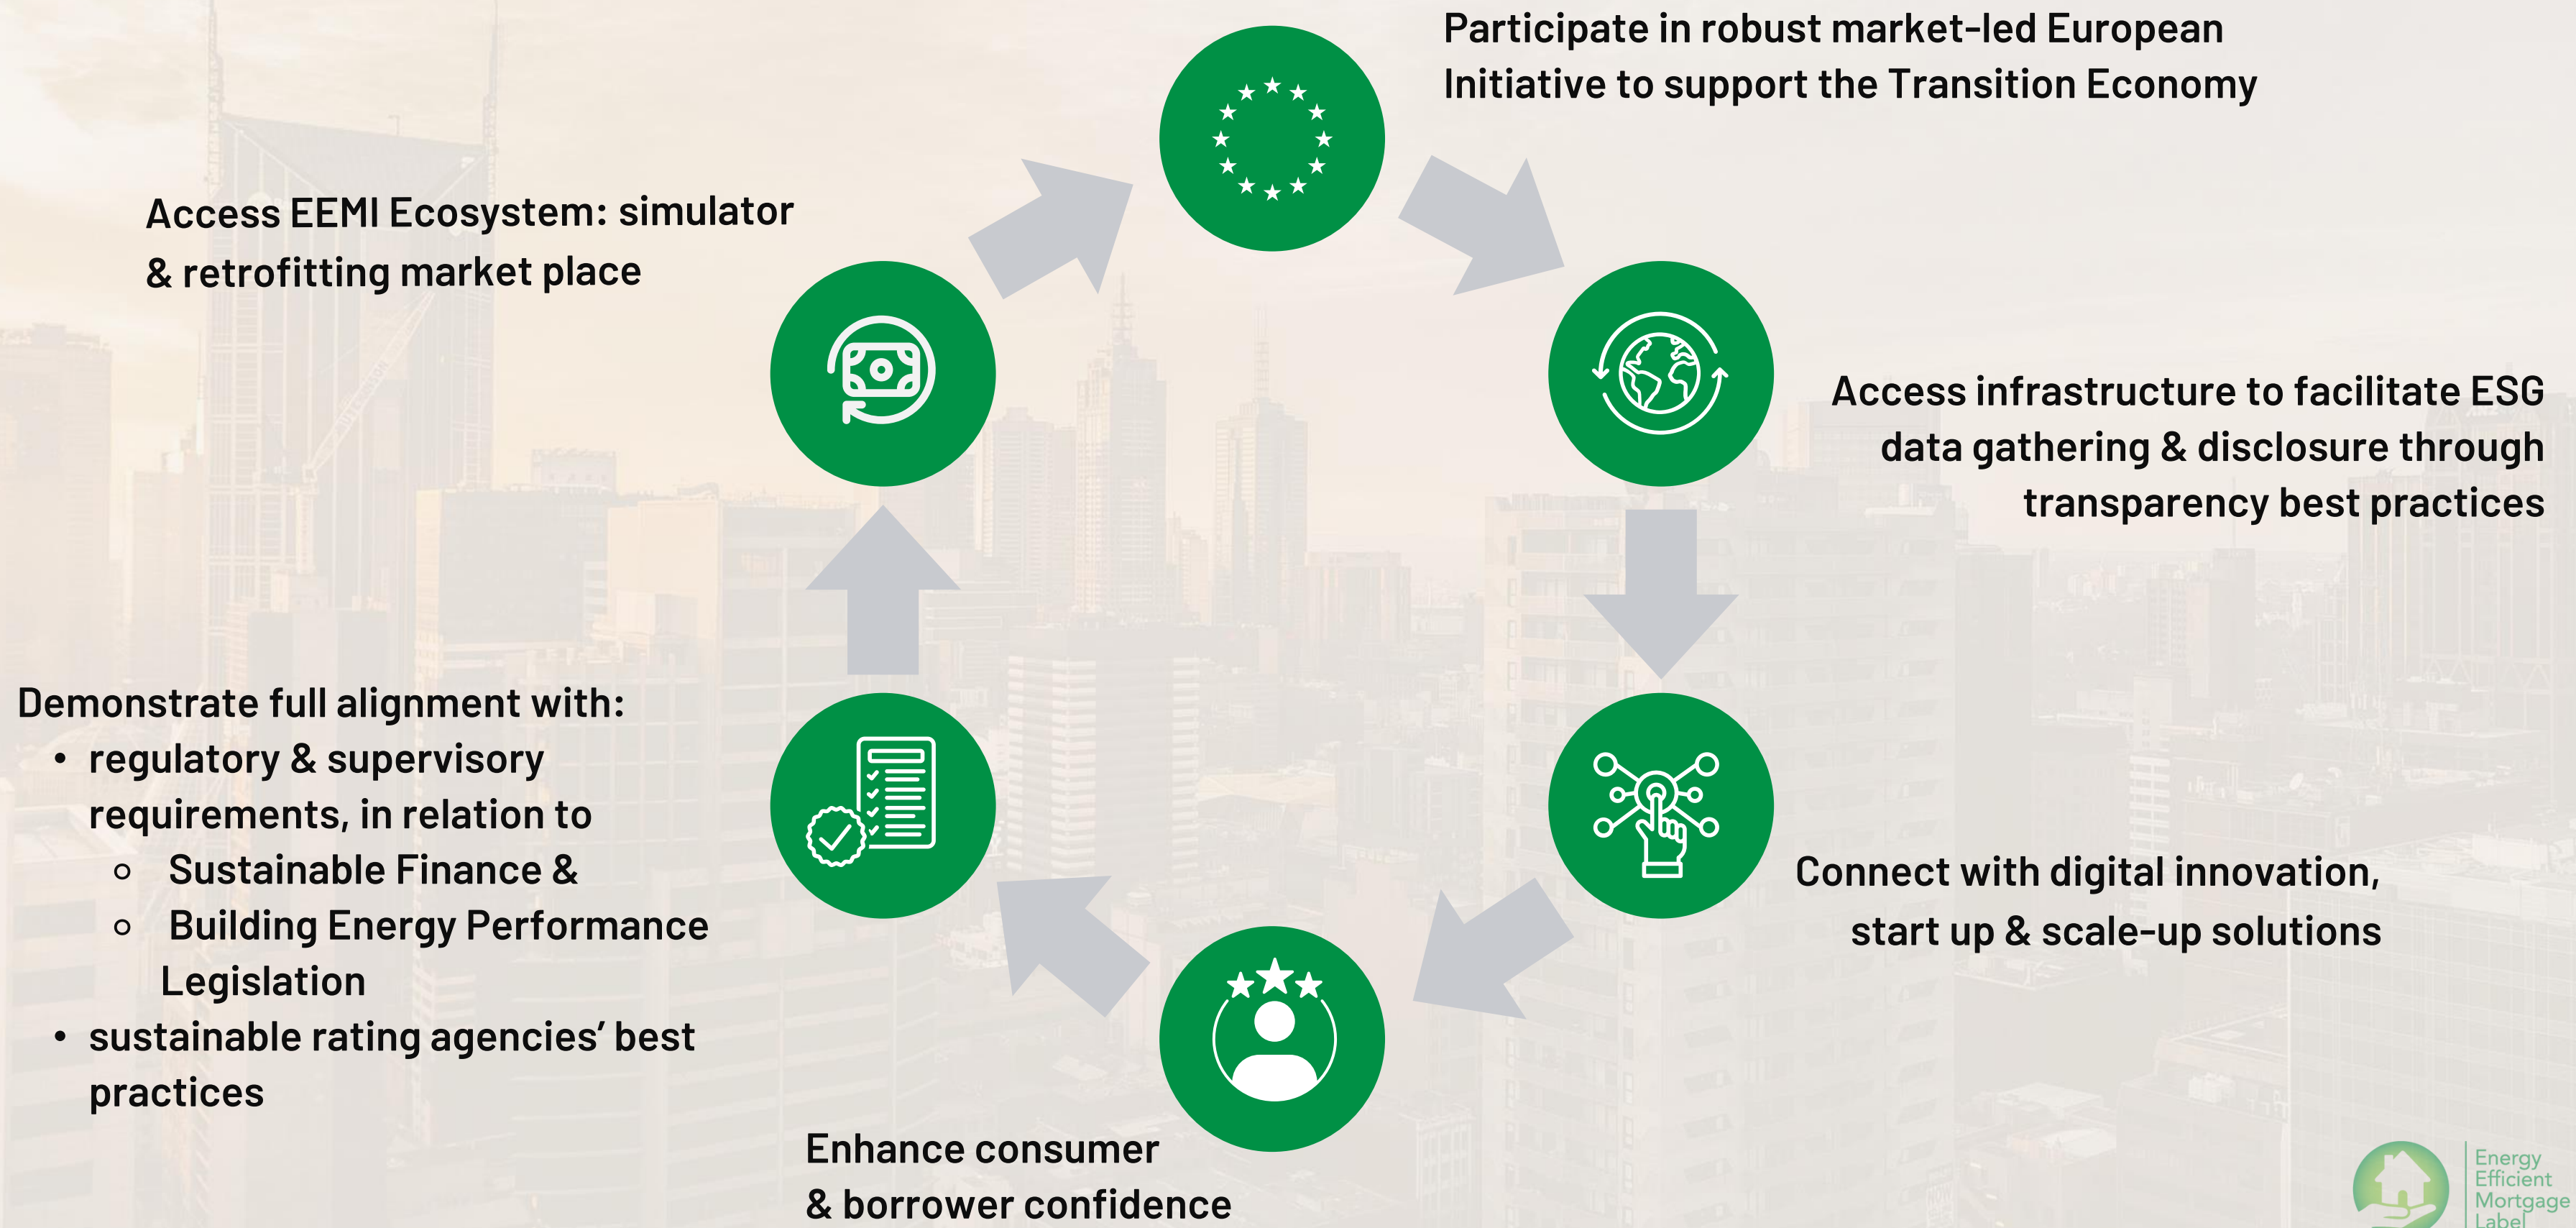 Participate in robust market-led European
Initiative to support the Transition Economy
Access EEMI Ecosystem: simulator
& retrofitting market place
Access infrastructure to facilitate ESG
data gathering & disclosure through
transparency best practices
Demonstrate full alignment with:
• regulatory & supervisory
requirements, in relation to
○ Sustainable Finance &
○ Building Energy Performance
Legislation
• sustainable rating agencies’ best
practices
Connect with digital innovation,
start up & scale-up solutions
Enhance consumer
& borrower confidence
Energy
Efficient
Mortgage
Label